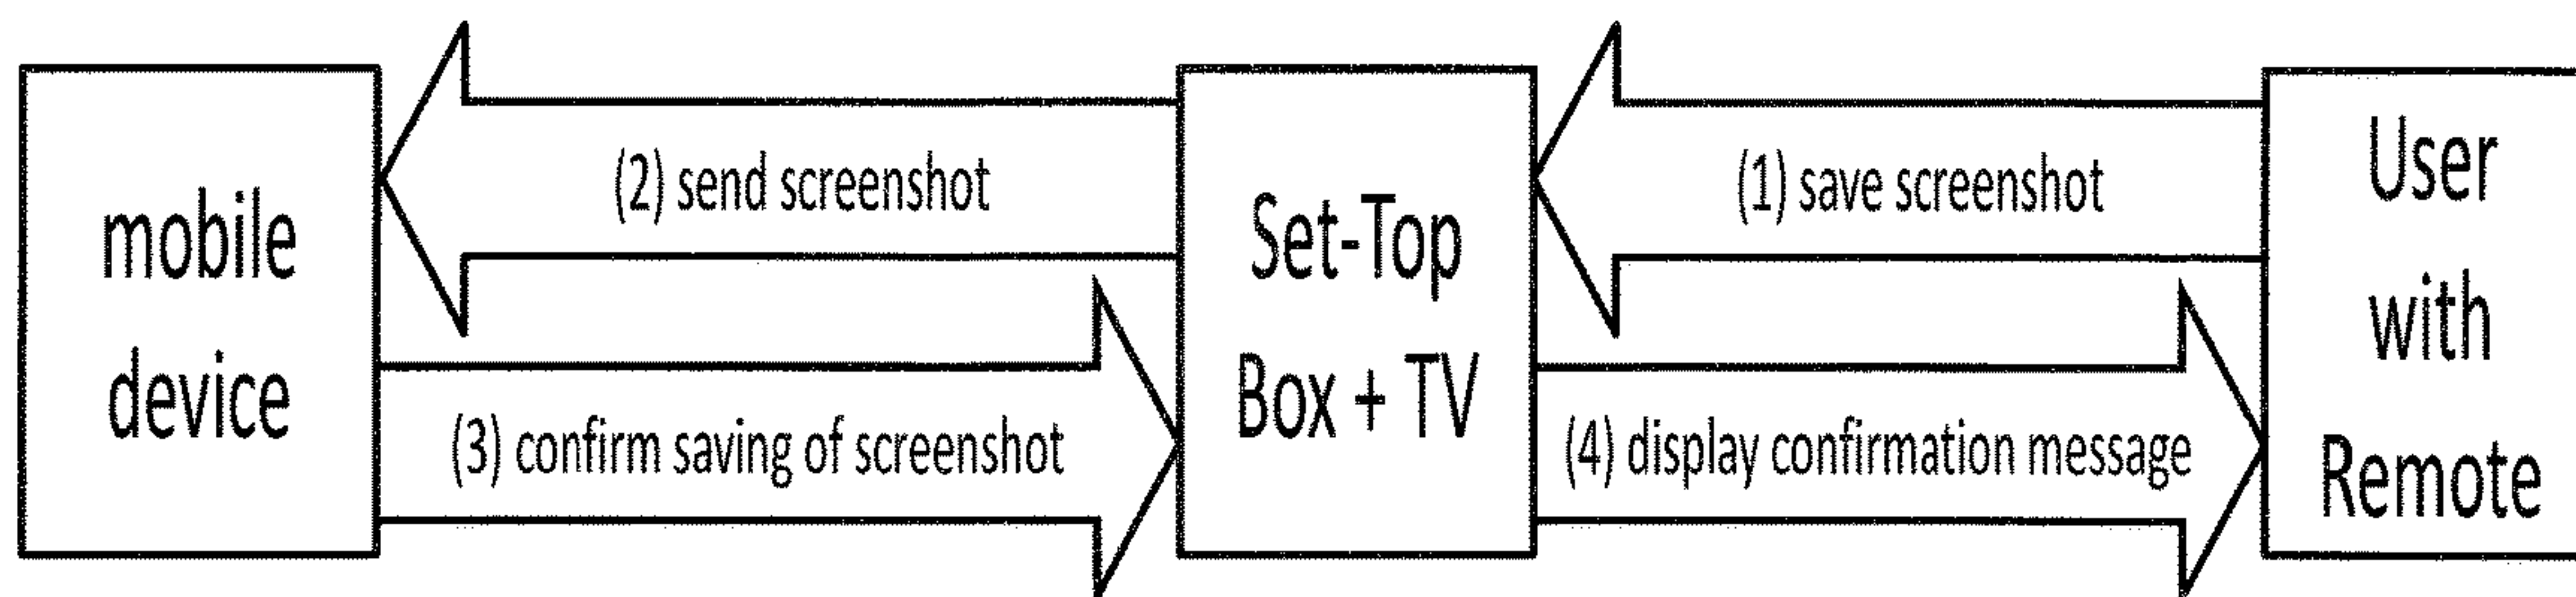 mobile
device
(2) send screenshot
(3) confirm saving of screenshot
Set-Top
Box + TV
(1) save screenshot
(4) display confirmation message
User
with
Remote